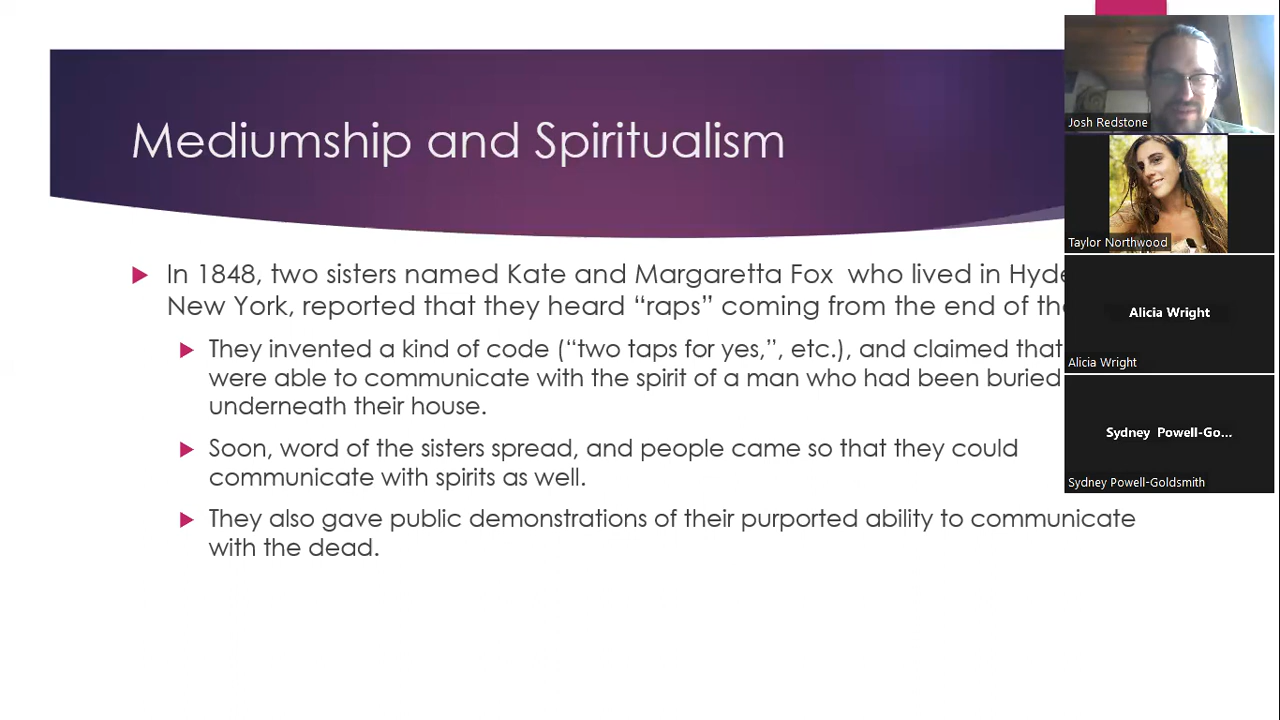 Mediumship and Spiritualism
In 1848, two sisters named Kate and Margaretta Fox who lived in Hyde
New York, reported that they heard “raps” coming from the end of
They invented a kind of code (“two taps for yes,”, etc.), and claimed that
were able to communicate with the spirit of a man who had been buried
underneath their house.
Soon, word of the sisters spread, and people came so that they could
communicate with spirits as well.
They also gave public demonstrations of their purported ability to communicate
with the dead.
Josh Redstone
Taylor Northwood
Alicia Wright
Alicia Wright
Sydney Powell-Go...
Sydney Powell-Goldsmith